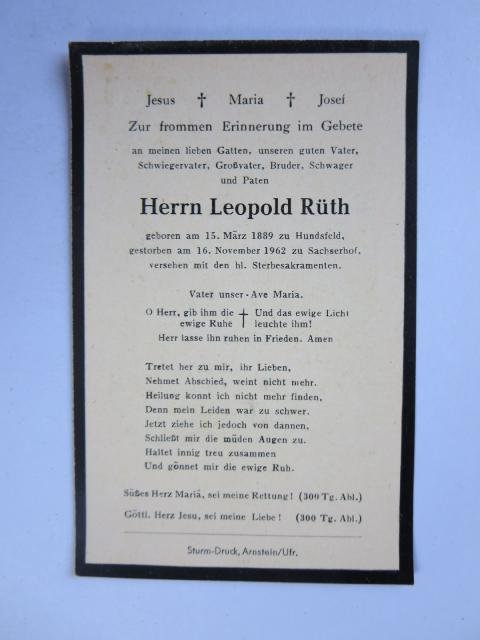 Jesus † Maria † Josef
Zur frommen Erinnerung im Gebete
an meinen lieben Gatten, unseren guten Vater,
Schwiegervater, Großvater, Bruder, Schwager
und Paten
Herrn Leopold Rüth
geboren am 15. März 1889 zu Hundsfeld,
gestorben am 16. November 1962 zu Sachserhof,
versehen mit den hl. Sterbesakramenten.
Vater unser - Ave Maria.
O Herr, gib ihm die † Und das ewige Licht
ewige Ruhe † leuchte ihm!
Herr lasse ihn ruhen in Frieden. Amen
Tretet her zu mir, ihr Lieben,
Nehmet Abschied, weint nicht mehr.
Heilung konnt ich nicht mehr finden,
Denn mein Leiden war zu schwer.
Jetzt ziehe ich jedoch von dannen,
Schließt mir die müden Augen zu.
Haltet innig treu zusammen
Und gönnet mir die ewige Ruh.
Süßes Herz Mariä, sei meine Rettung! (300 Tg. Abl.)
Göttl. Herz Jesu, sei meine Liebe! (300 Tg. Abl.)
Sturm-Druck, Arnstein/Ufr.